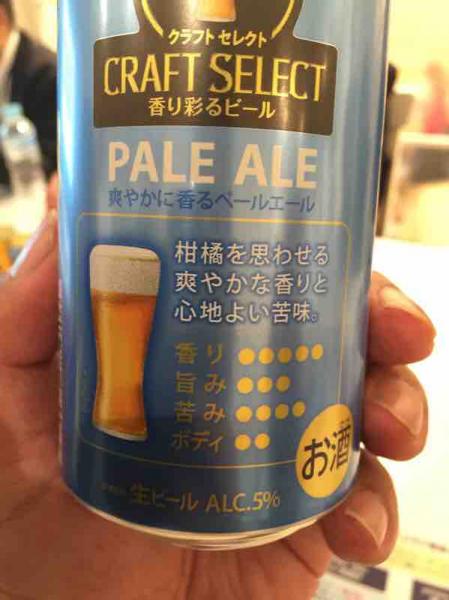 クラフトセレクト
CRAFT SELECT
香り彩るビール
PALE ALE
爽やかに香るペールエール
柑橘を思わせる
爽やかな香りと
心地よい苦味。
香り ●●●●●
旨み ●●●
苦み ●●●●
ボディ ●●
お酒
生ビール ALC.5%